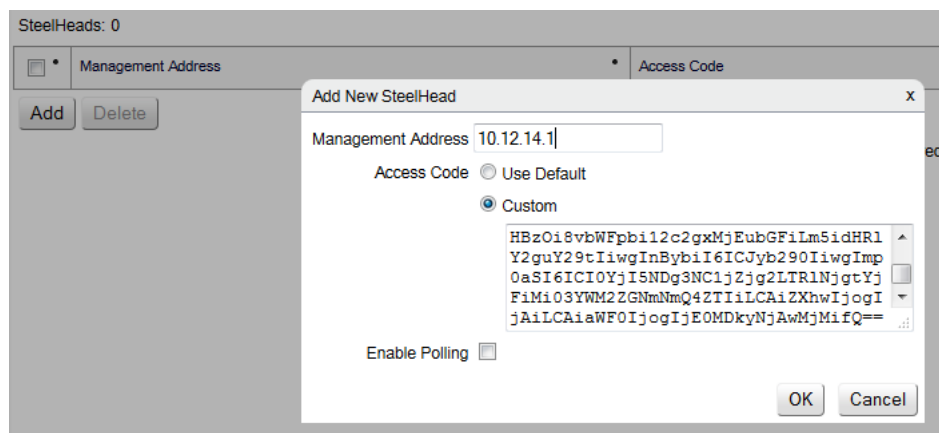 SteelHeads: 0
Management Address
Access Code
Add
Delete
Add New SteelHead
x
Management Address 10.12.14.1
Access Code
Use Default
Custom
HBzOi8vbWFpbi12c2gxMjEubGFiLm5idHRl
Y2guY29tIiwgInBybiI6ICJyb290IiwgImp
0aSI6ICI0YjI5NDg3NC1jZjg2LTRlNjgtYj
FiMi03YWM2ZGNmNmQ4ZTIiLCAiZXhwIjogI
jAiLCAiaWF0IjogIjE0MDkyNjAwMjMifQ==
Enable Polling
OK
Cancel